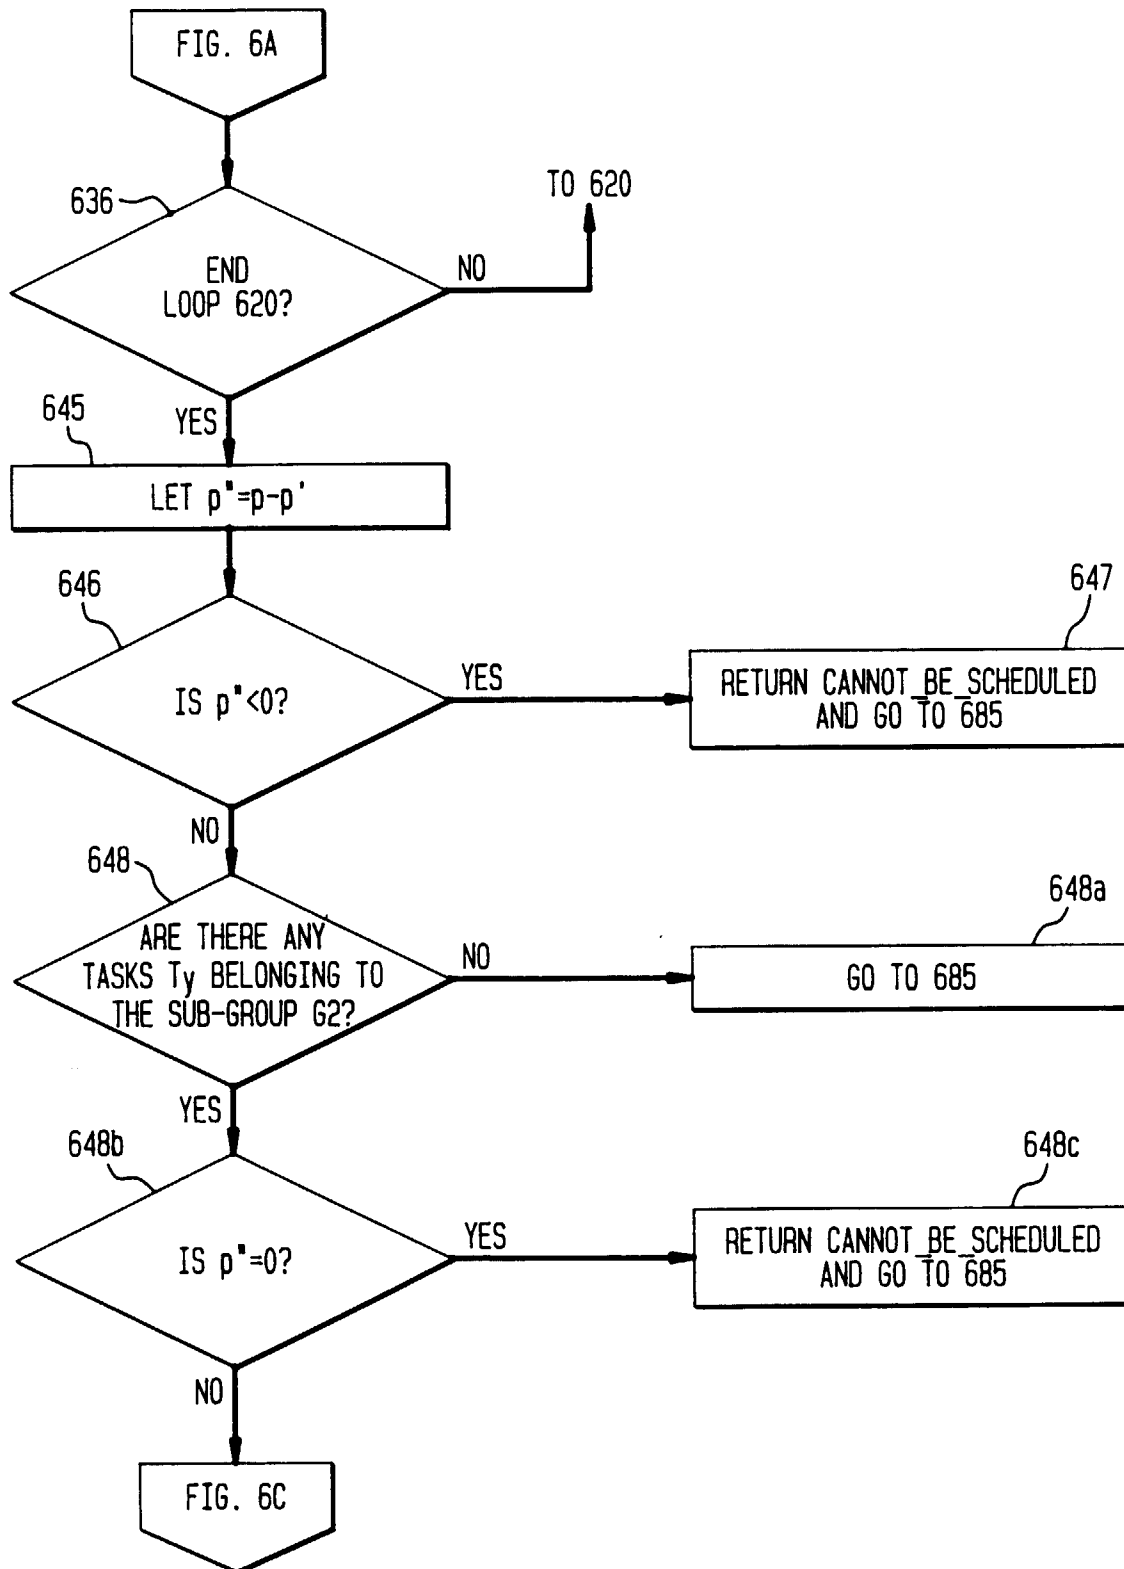 FIG. 6A
636
TO 620
END
LOOP 620?
NO
YES
645
LET p"=p-p'
646
647
IS p"<0?
YES
RETURN CANNOT_BE_SCHEDULED
AND GO TO 685
NO
648
648a
ARE THERE ANY
TASKS Ty BELONGING TO
THE SUB-GROUP G2?
NO
GO TO 685
YES
648b
648c
IS p"=0?
YES
RETURN CANNOT_BE_SCHEDULED
AND GO TO 685
NO
FIG. 6C